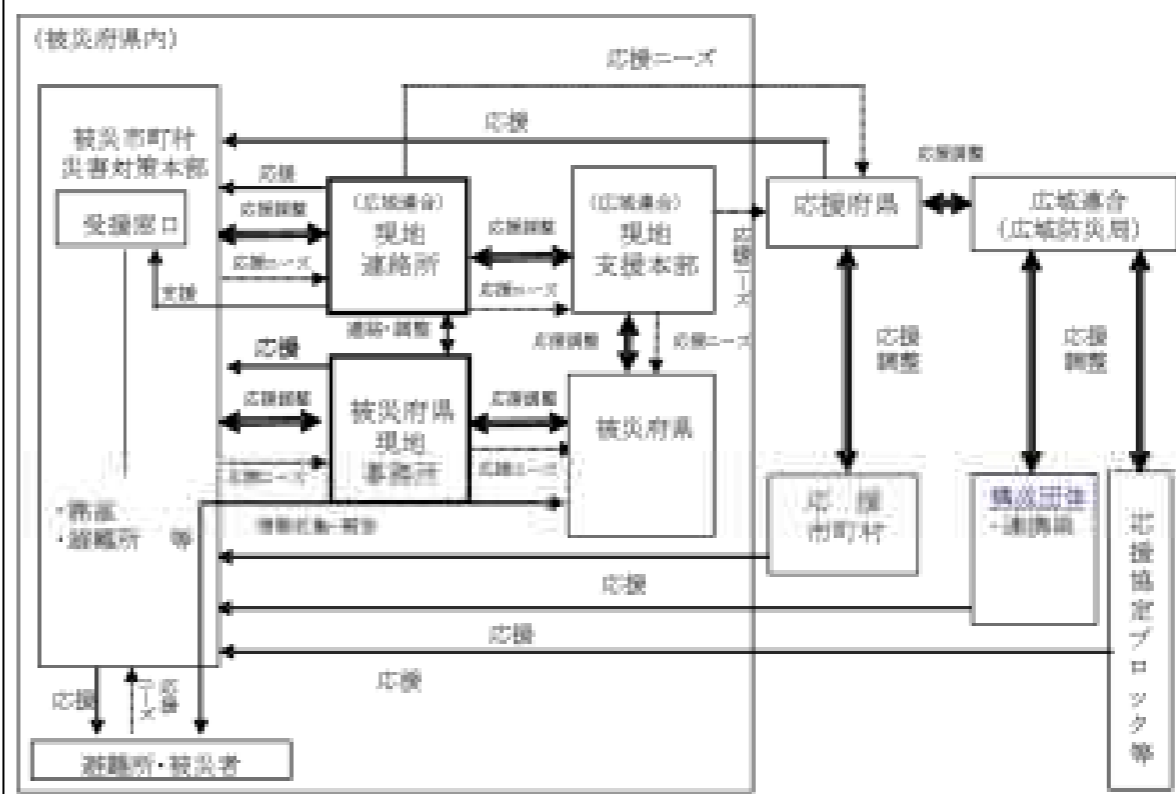 (被災府県内)
応援ニーズ
応援
被災市町村
災害対策本部
受援窓口
応援
応援調整
応援ニーズ
支援
(広域連合)
現地
連絡所
応援調整
応援ニーズ
(広域連合)
現地
支援本部
応援ニーズ
応援府県
応援調整
広域連合
(広域防災局)
連絡・調整
応援調整
応援ニーズ
応援
調整
応援
調整
応援
応援調整
応援ニーズ
被災府県
現地
事務所
応援調整
応援ニーズ
被災府県
情報収集・報告
・避難所 等
応 援
市町村
構成団体
・連携県
応援協定ブロック等
応援
応援
応援
応援
応援ニーズ
避難所・被災者